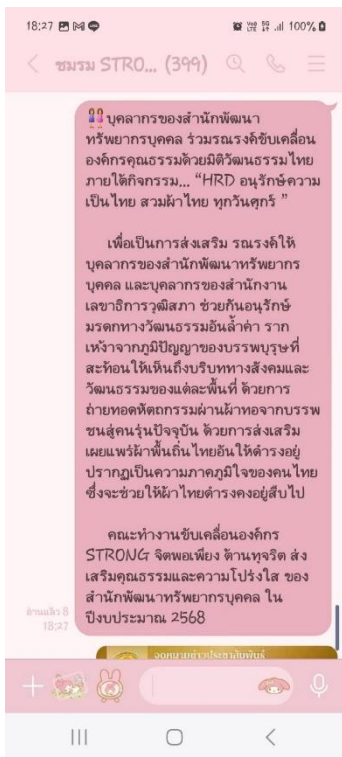 18:27
100%
ชมรม STRO... (399)
บุคลากรของสำนักพัฒนา
ทรัพยากรบุคคล ร่วมรณรงค์ขับเคลื่อน
องค์กรคุณธรรมด้วยมิติวัฒนธรรมไทย
ภายใต้กิจกรรม... “HRD อนุรักษ์ความ
เป็นไทย สวมผ้าไทย ทุกวันศุกร์ ”
เพื่อเป็นการส่งเสริม รณรงค์ให้
บุคลากรของสำนักพัฒนาทรัพยากร
บุคคล และบุคลากรของสำนักงาน
เลขาธิการวุฒิสภา ช่วยกันอนุรักษ์
มรดกทางวัฒนธรรมอันล้ำค่า ราก
เหง้าจากภูมิปัญญาของบรรพบุรุษที่
สะท้อนให้เห็นถึงบริบททางสังคมและ
วัฒนธรรมของแต่ละพื้นที่ ด้วยการ
ถ่ายทอดหัตถกรรมผ่านผ้าทอจากบรรพ
ชนสู่คนรุ่นปัจจุบัน ด้วยการส่งเสริม
เผยแพร่ผ้าพื้นถิ่นไทยอันให้ดำรงอยู่
ปรากฏเป็นความภาคภูมิใจของคนไทย
ซึ่งจะช่วยให้ผ้าไทยดำรงคงอยู่สืบไป
คณะทำงานขับเคลื่อนองค์กร
STRONG จิตพอเพียง ต้านทุจริต ส่ง
เสริมคุณธรรมและความโปร่งใส ของ
สำนักพัฒนาทรัพยากรบุคคล ใน
ปีงบประมาณ 2568
อ่านแล้ว 8
18:27
จดหมายข่าวประชาสัมพันธ์